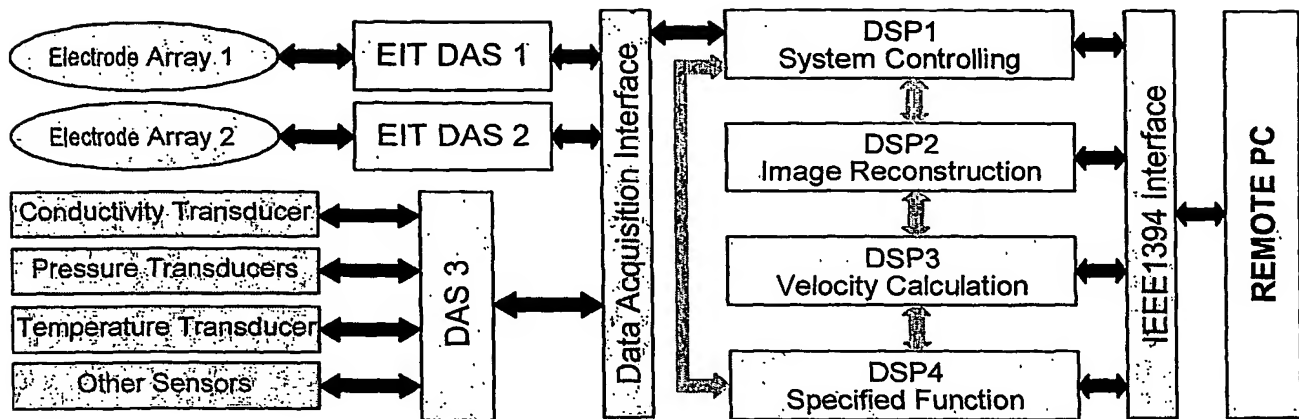 Electrode Array 1
EIT DAS 1
Electrode Array 2
EIT DAS 2
Conductivity Transducer
Pressure Transducers
Temperature Transducer
Other Sensors
DAS 3
Data Acquisition Interface
DSP1
System Controlling
DSP2
Image Reconstruction
DSP3
Velocity Calculation
DSP4
Specified Function
IEEE1394 Interface
REMOTE PC